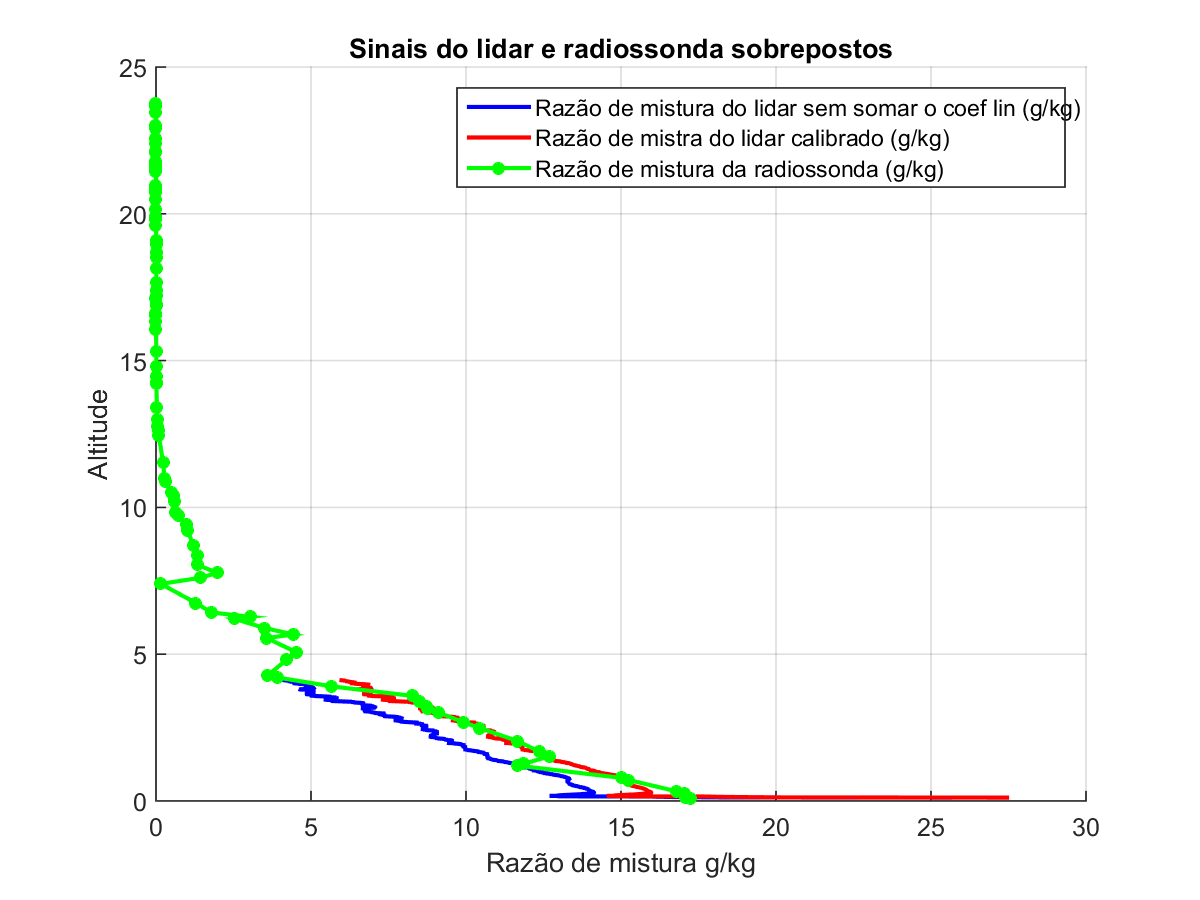 Sinais do lidar e radiossonda sobrepostos
25
20
15
10
5
0
Altitude
Razão de mistura do lidar sem somar o coef lin (g/kg)
Razão de mistra do lidar calibrado (g/kg)
Razão de mistura da radiossonda (g/kg)
0 5 10 15 20 25 30
Razão de mistura g/kg